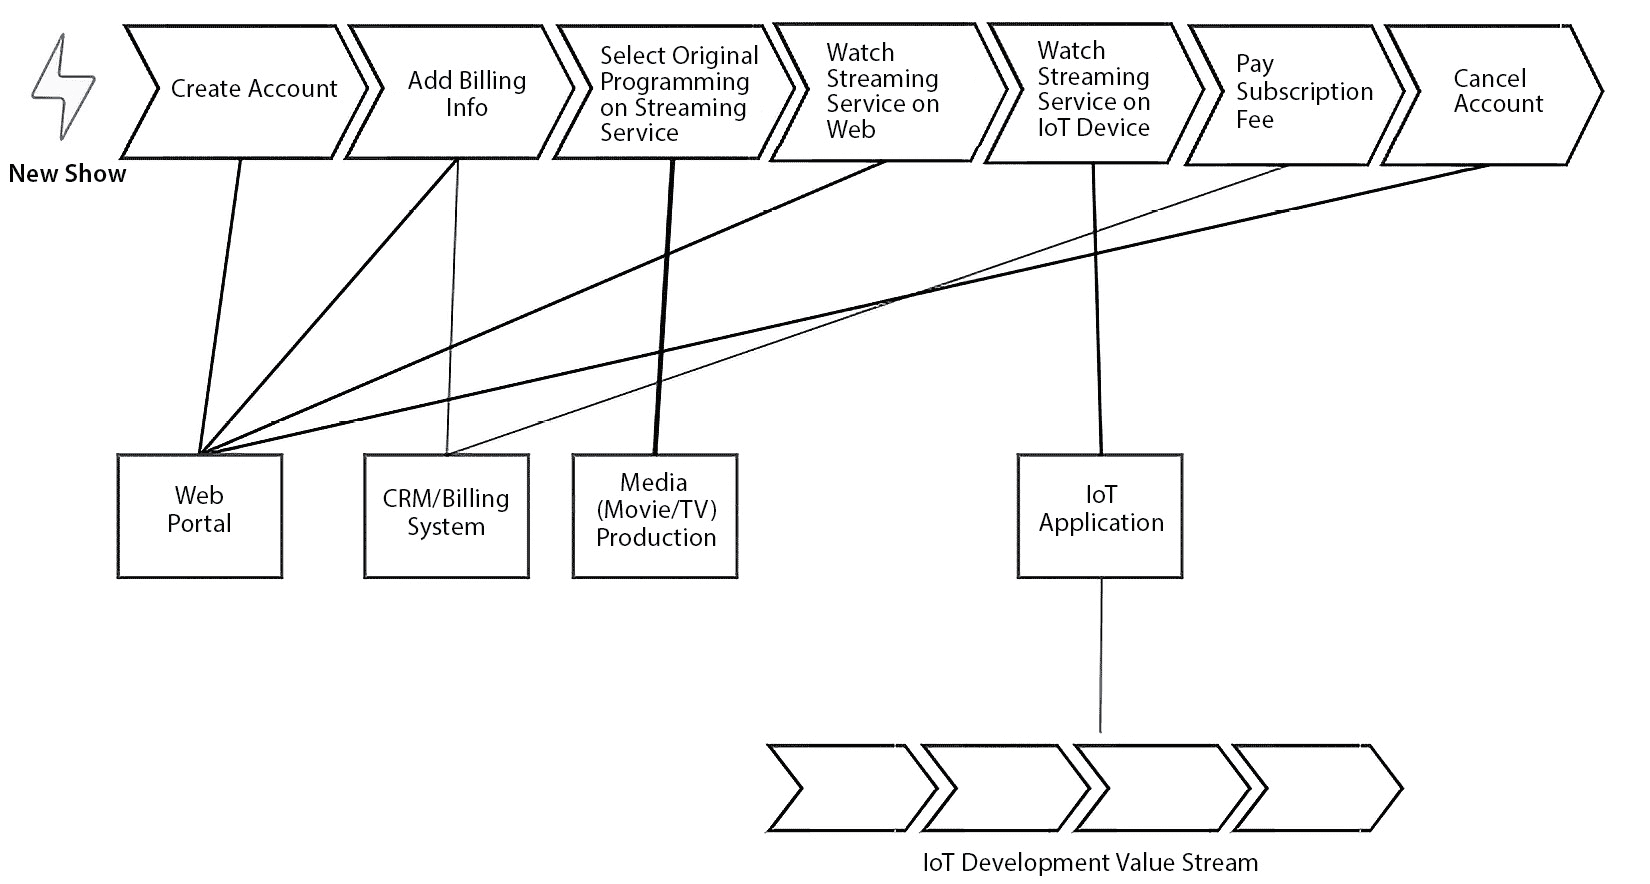 New Show
Create Account
Add Billing
Info
Select Original
Programming
on Streaming
Service
Watch
Streaming
Service on
Web
Watch
Streaming
Service on
IoT Device
Pay
Subscription
Fee
Cancel
Account
Web
Portal
CRM/Billing
System
Media
(Movie/TV)
Production
IoT
Application
IoT Development Value Stream